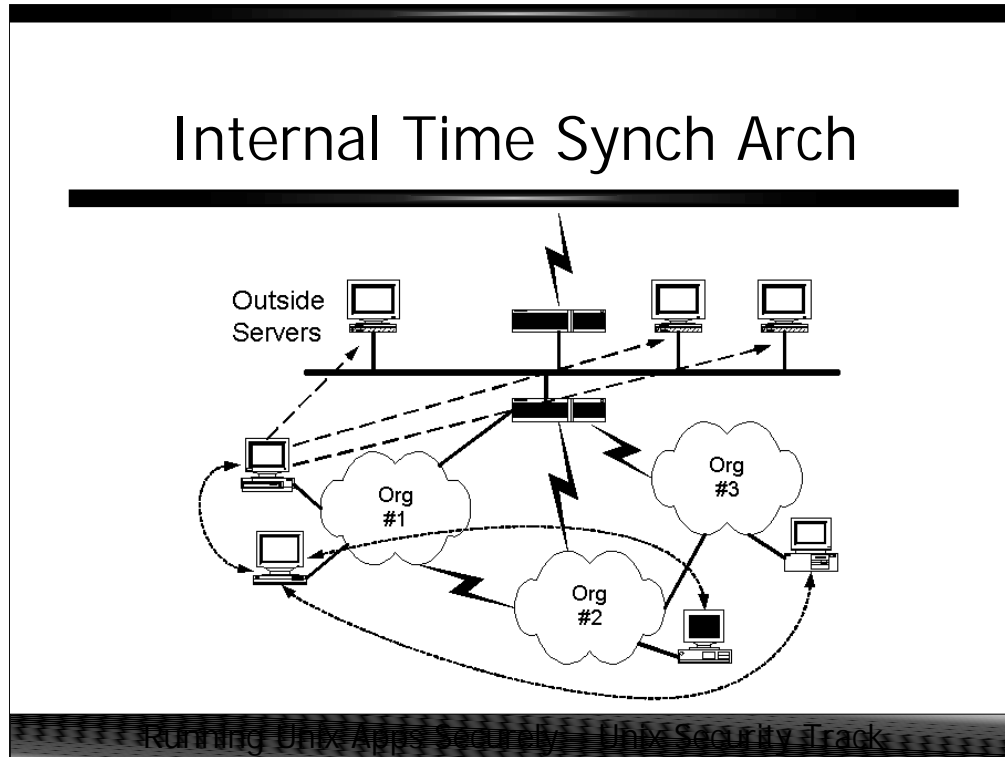 Internal Time Synch Arch
Outside
Servers
Org
#1
Org
#3
Org
#2
Running Unix Apps Securely - Unix Security Track